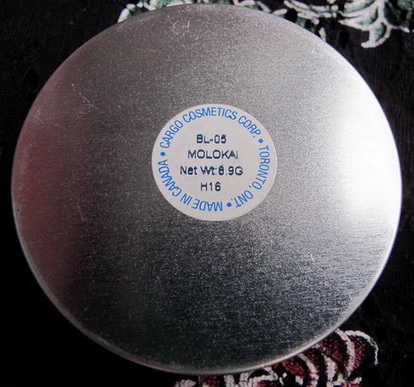 CARGO COSMETICS CORP. • TORONTO, ONT. • MADE IN CANADA •
BL-05
MOLOKAI
Net Wt 8.9G
H16